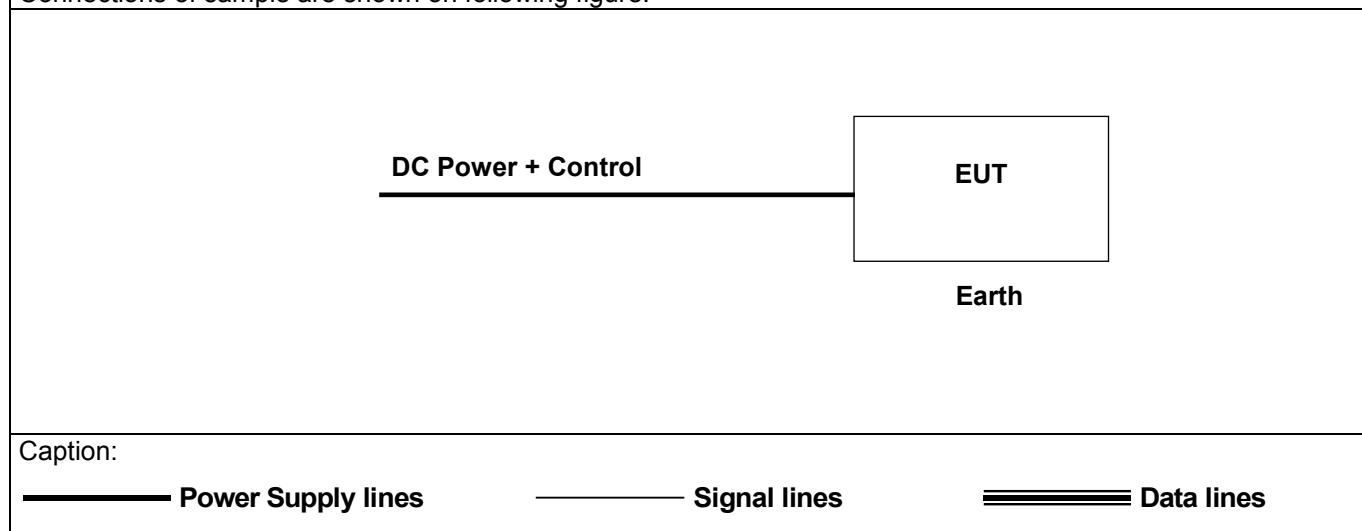 Connections of sample are shown on following figure:
DC Power + Control
EUT
Earth
Caption:
Power Supply lines
Signal lines
Data lines